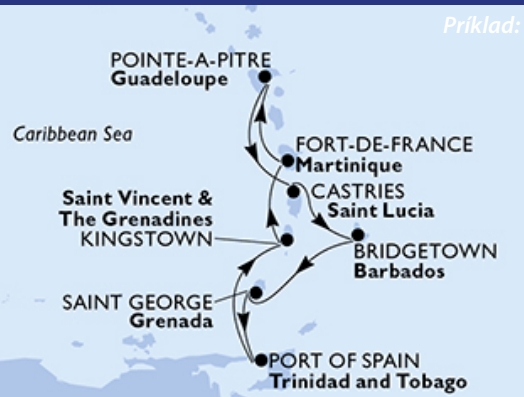 Príklad:
POINTE-A-PITRE
Guadeloupe
Caribbean Sea
FORT-DE-FRANCE
Martinique
CASTRIES
Saint Lucia
Saint Vincent &
The Grenadines
KINGSTOWN
BRIDGETOWN
Barbados
SAINT GEORGE
Grenada
PORT OF SPAIN
Trinidad and Tobago